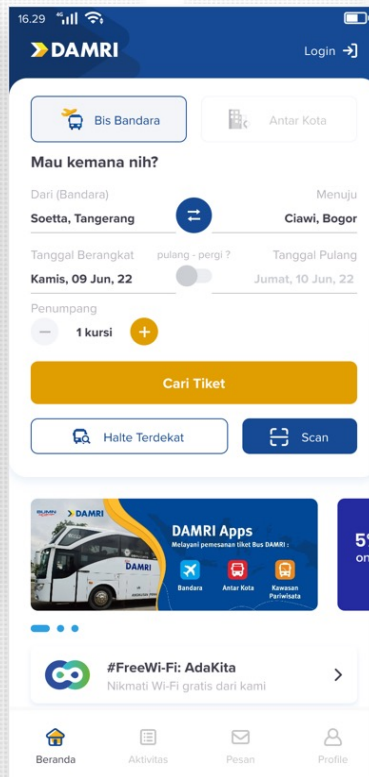 16.29
DAMRI
Login
Bis Bandara
Antar Kota
Mau kemana nih?
Dari (Bandara)
Menuju
Soetta, Tangerang
Ciawi, Bogor
Tanggal Berangkat
pulang - pergi ?
Tanggal Pulang
Kamis, 09 Jun, 22
Jumat, 10 Jun, 22
Penumpang
1 kursi
Cari Tiket
Halte Terdekat
Scan
BUMN
DAMRI
DAMRI Apps
Melayani pemesanan tiket Bus DAMRI :
DAMRI
Bandara
Antar Kota
Kawasan
Pariwisata
#FreeWi-Fi: AdaKita
Nikmati Wi-Fi gratis dari kami
Beranda
Aktivitas
Pesan
Profile